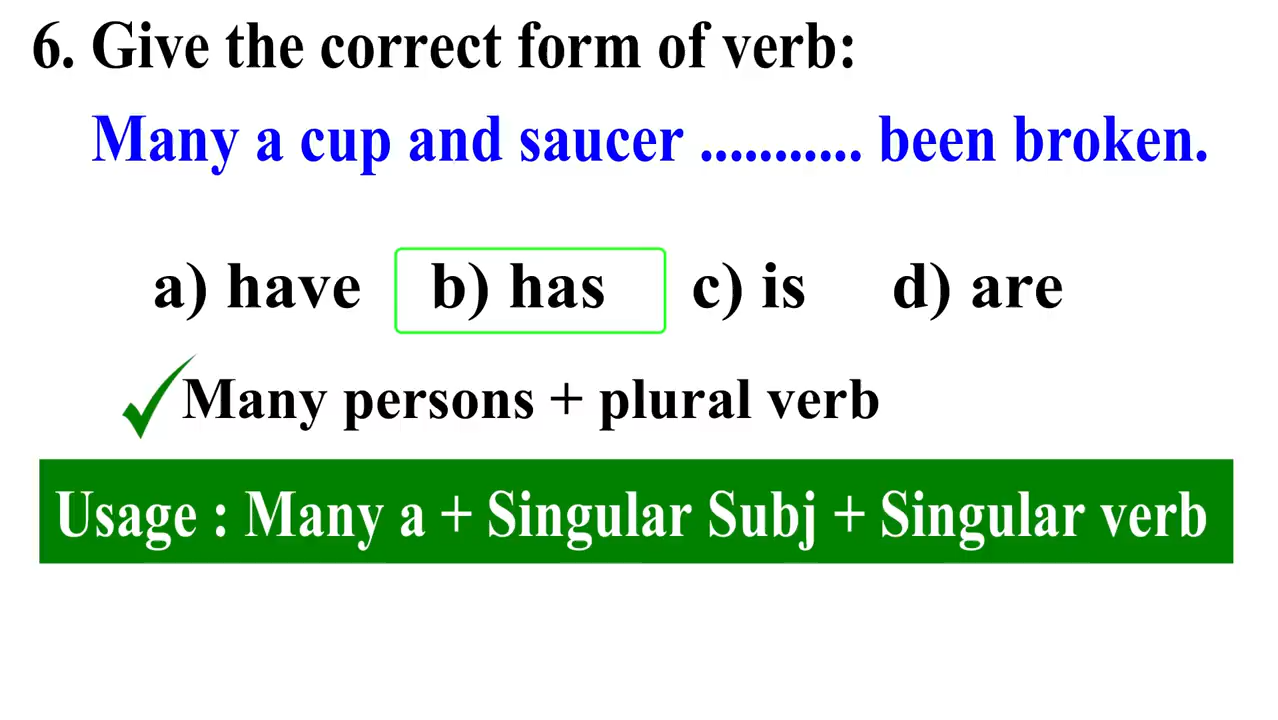 6. Give the correct form of verb:
Many a cup and saucer ........... been broken.
a) have b) has c) is d) are
Many persons + plural verb
Usage : Many a + Singular Subj + Singular verb